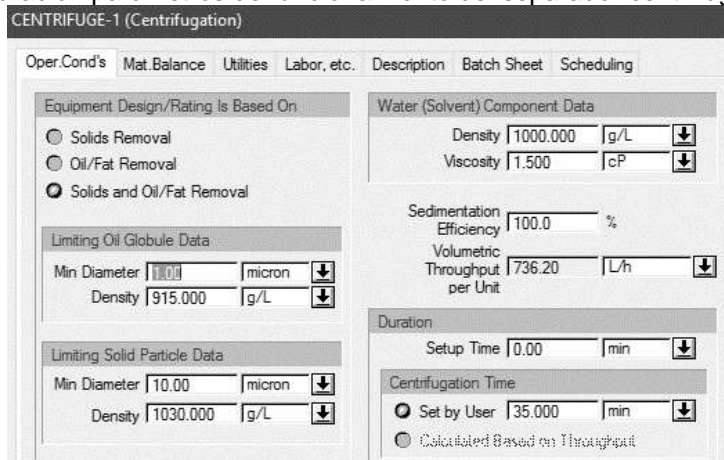 CENTRIFUGE-1 (Centrifugation)
Oper.Cond's Mat.Balance Utilities Labor, etc. Description Batch Sheet Scheduling
Equipment Design/Rating Is Based On
Solids Removal
Oil/Fat Removal
Solids and Oil/Fat Removal
Limiting Oil Globule Data
Min Diameter 1.00 micron
Density 915.000 g/L
Limiting Solid Particle Data
Min Diameter 10.00 micron
Density 1030.000 g/L
Water (Solvent) Component Data
Density 1000.000 g/L
Viscosity 1.500 cP
Sedimentation
Efficiency 100.0 %
Volumetric
Throughput 736.20 L/h
per Unit
Duration
Setup Time 0.00 min
Centrifugation Time
Set by User 35.000 min
Calculated Based on Throughput